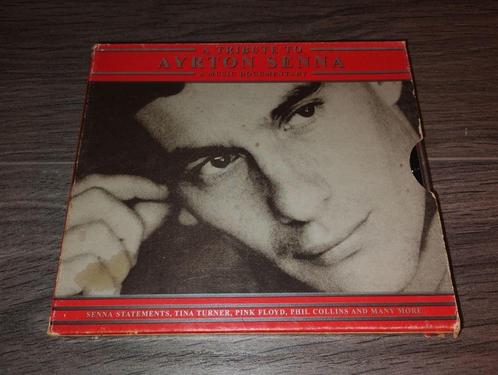 A TRIBUTE TO
AYRTON SENNA
A MUSIC DOCUMENTARY
SENNA STATEMENTS, TINA TURNER, PINK FLOYD, PHIL COLLINS AND MANY MORE